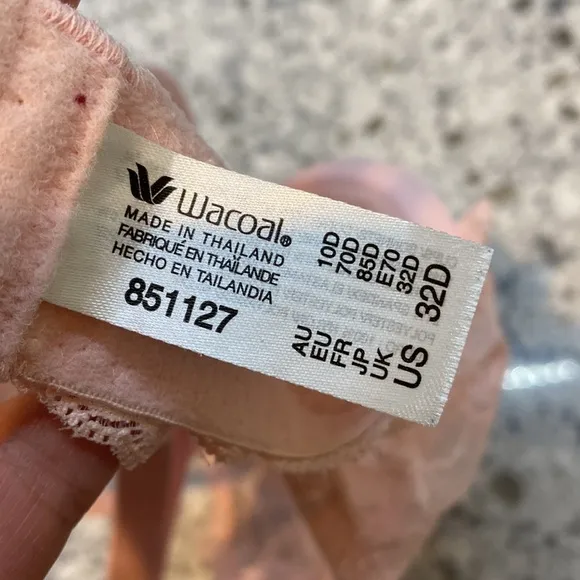 Wacoal®
MADE IN THAILAND
FABRIQUÉ EN THAÏLANDE
HECHO EN TAILANDIA
851127
AU 10D
EU 70D
FR 85D
JP E70
UK 32D
US 32D